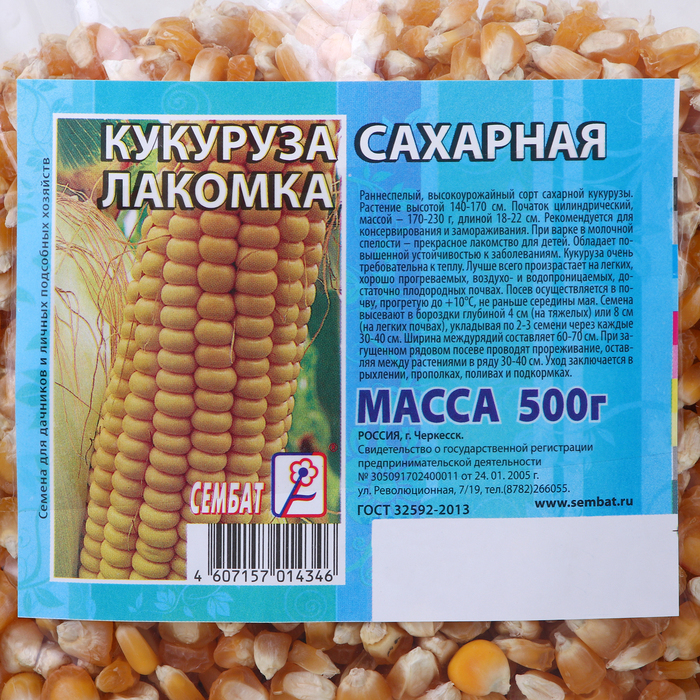 КУКУРУЗА САХАРНАЯ
ЛАКОМКА
Семена для дачников и личных подсобных хозяйств
Раннеспелый, высокоурожайный сорт сахарной кукурузы.
Растение высотой 140-170 см. Початок цилиндрический,
массой – 170-230 г, длиной 18-22 см. Рекомендуется для
консервирования и замораживания. При варке в молочной
спелости – прекрасное лакомство для детей. Обладает по-
вышенной устойчивостью к заболеваниям. Кукуруза очень
требовательна к теплу. Лучше всего произрастает на легких,
хорошо прогреваемых, воздухо- и водопроницаемых, до-
статочно плодородных почвах. Посев осуществляется в по-
чву, прогретую до +10°С, не раньше середины мая. Семена
высевают в бороздки глубиной 4 см (на тяжелых) или 8 см
(на легких почвах), укладывая по 2-3 семени через каждые
30-40 см. Ширина междурядий составляет 60-70 см. При за-
гущенном рядовом посеве проводят прореживание, остав-
ляя между растениями в ряду 30-40 см. Уход заключается в
рыхлении, прополках, поливах и подкормках.
МАССА 500г
РОССИЯ, г. Черкесск.
Свидетельство о государственной регистрации
предпринимательской деятельности
№ 305091702400011 от 24. 01. 2005 г.
ул. Революционная, 7/19, тел.(8782)266055.
www.sembat.ru
ГОСТ 32592-2013
СЕМБАТ
4 607157 014346